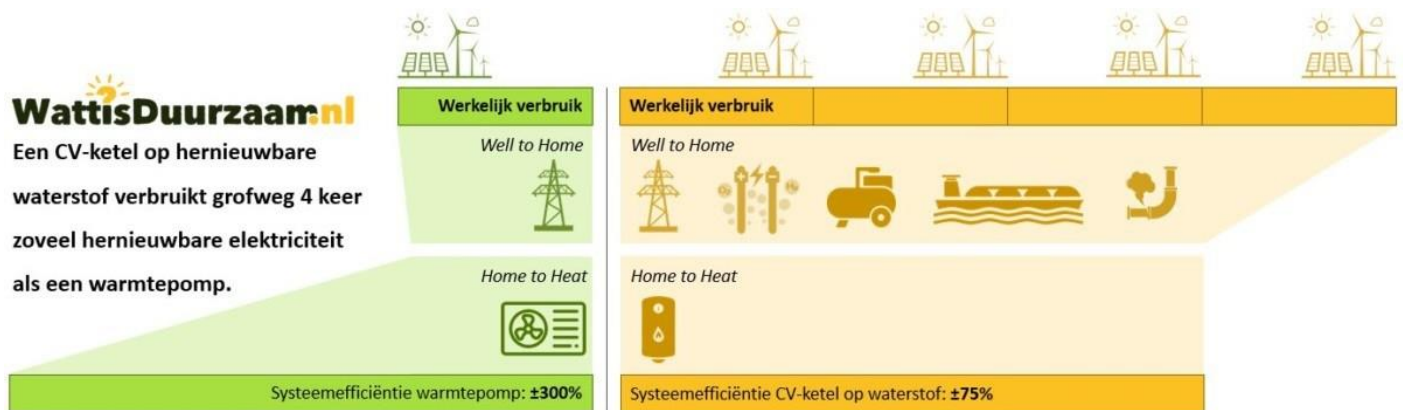 WattisDuurzaam.nl
Een CV-ketel op hernieuwbare
waterstof verbruikt grofweg 4 keer
zoveel hernieuwbare elektriciteit
als een warmtepomp.
Werkelijk verbruik
Well to Home
Home to Heat
Systeemefficiëntie warmtepomp: ±300%
Werkelijk verbruik
Well to Home
Home to Heat
Systeemefficiëntie CV-ketel op waterstof: ±75%